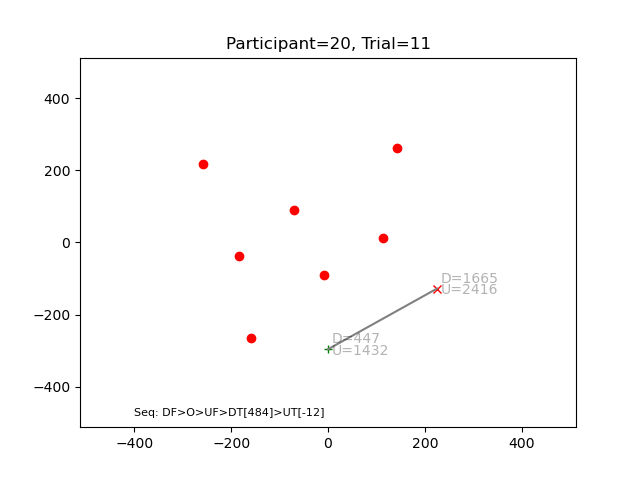 Participant=20, Trial=11
400
200
0
−200
−400
D=1665
U=2416
D=447
U=1432
Seq: DF>O>UF>DT[484]>UT[-12]
−400
−200
0
200
400